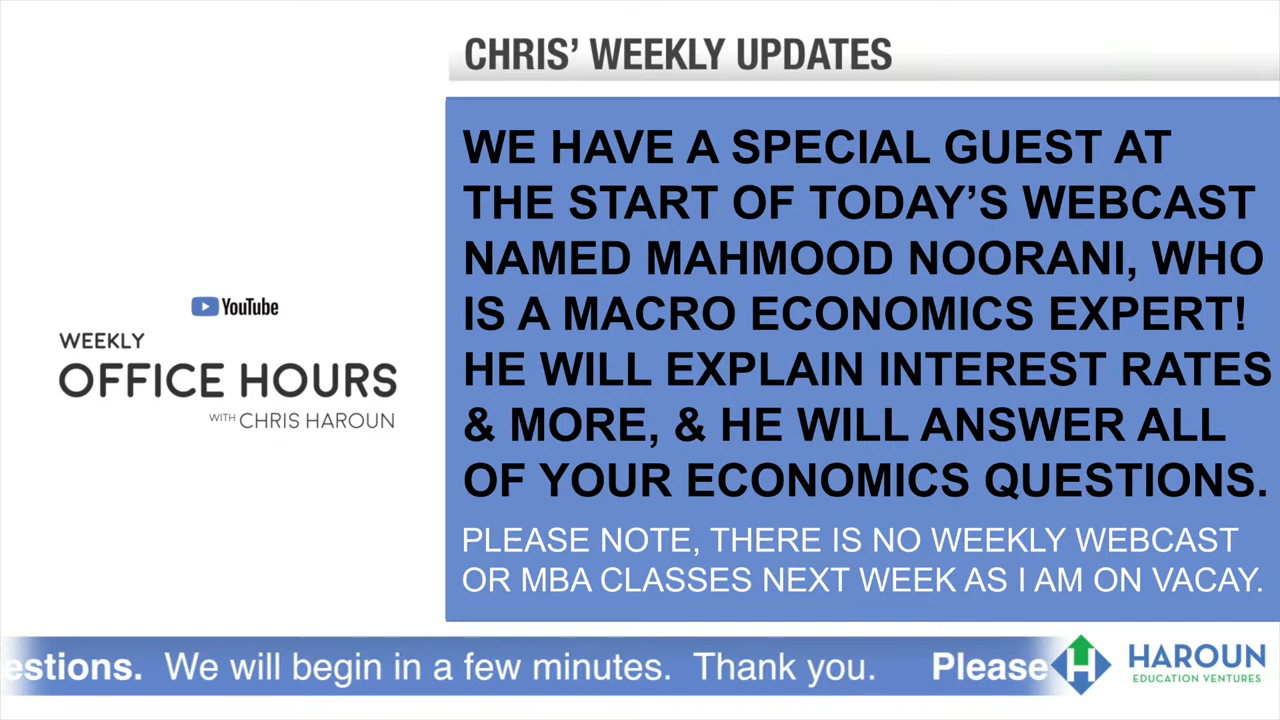 CHRIS’ WEEKLY UPDATES
WE HAVE A SPECIAL GUEST AT
THE START OF TODAY’S WEBCAST
NAMED MAHMOOD NOORANI, WHO
IS A MACRO ECONOMICS EXPERT!
HE WILL EXPLAIN INTEREST RATES
& MORE, & HE WILL ANSWER ALL
OF YOUR ECONOMICS QUESTIONS.
PLEASE NOTE, THERE IS NO WEEKLY WEBCAST
OR MBA CLASSES NEXT WEEK AS I AM ON VACAY.
YouTube
WEEKLY
OFFICE HOURS
WITH CHRIS HAROUN
estions. We will begin in a few minutes. Thank you. Please
H HAROUN
EDUCATION VENTURES